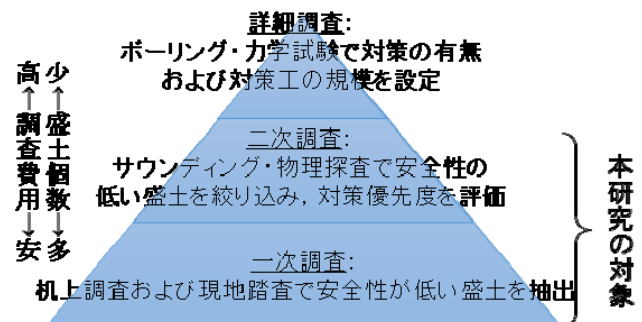 詳細調査:
ボーリング・力学試験で対策の有無
および対策工の規模を設定
高←調査費用→安
少←盛土個数→多
二次調査:
サウンディング・物理探査で安全性の
低い盛土を絞り込み，対策優先度を評価
一次調査:
机上調査および現地踏査で安全性が低い盛土を抽出
本研究の対象